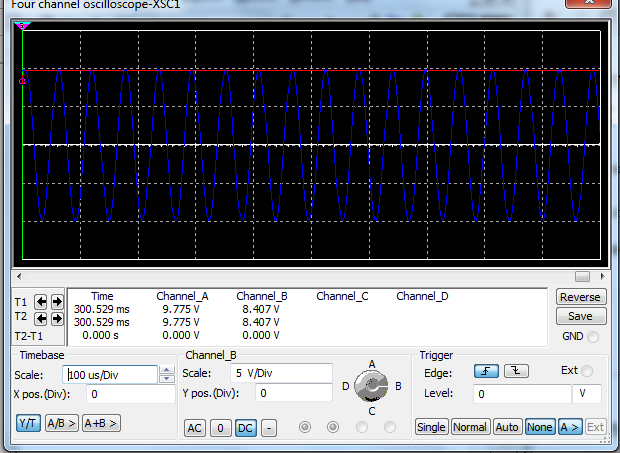 Four channel oscilloscope-XSC1
Time Channel_A Channel_B Channel_C Channel_D
T1 300.529 ms 9.775 V 8.407 V
T2 300.529 ms 9.775 V 8.407 V
T2-T1 0.000 s 0.000 V 0.000 V
Reverse
Save
GND
Timebase
Scale: 100 us/Div
X pos.(Div): 0
Y/T A/B > A+B >
Channel_B
Scale: 5 V/Div
Y pos.(Div): 0
AC 0 DC -
A
D B
C
Trigger
Edge: Ext
Level: 0 V
Single Normal Auto None A > Ext